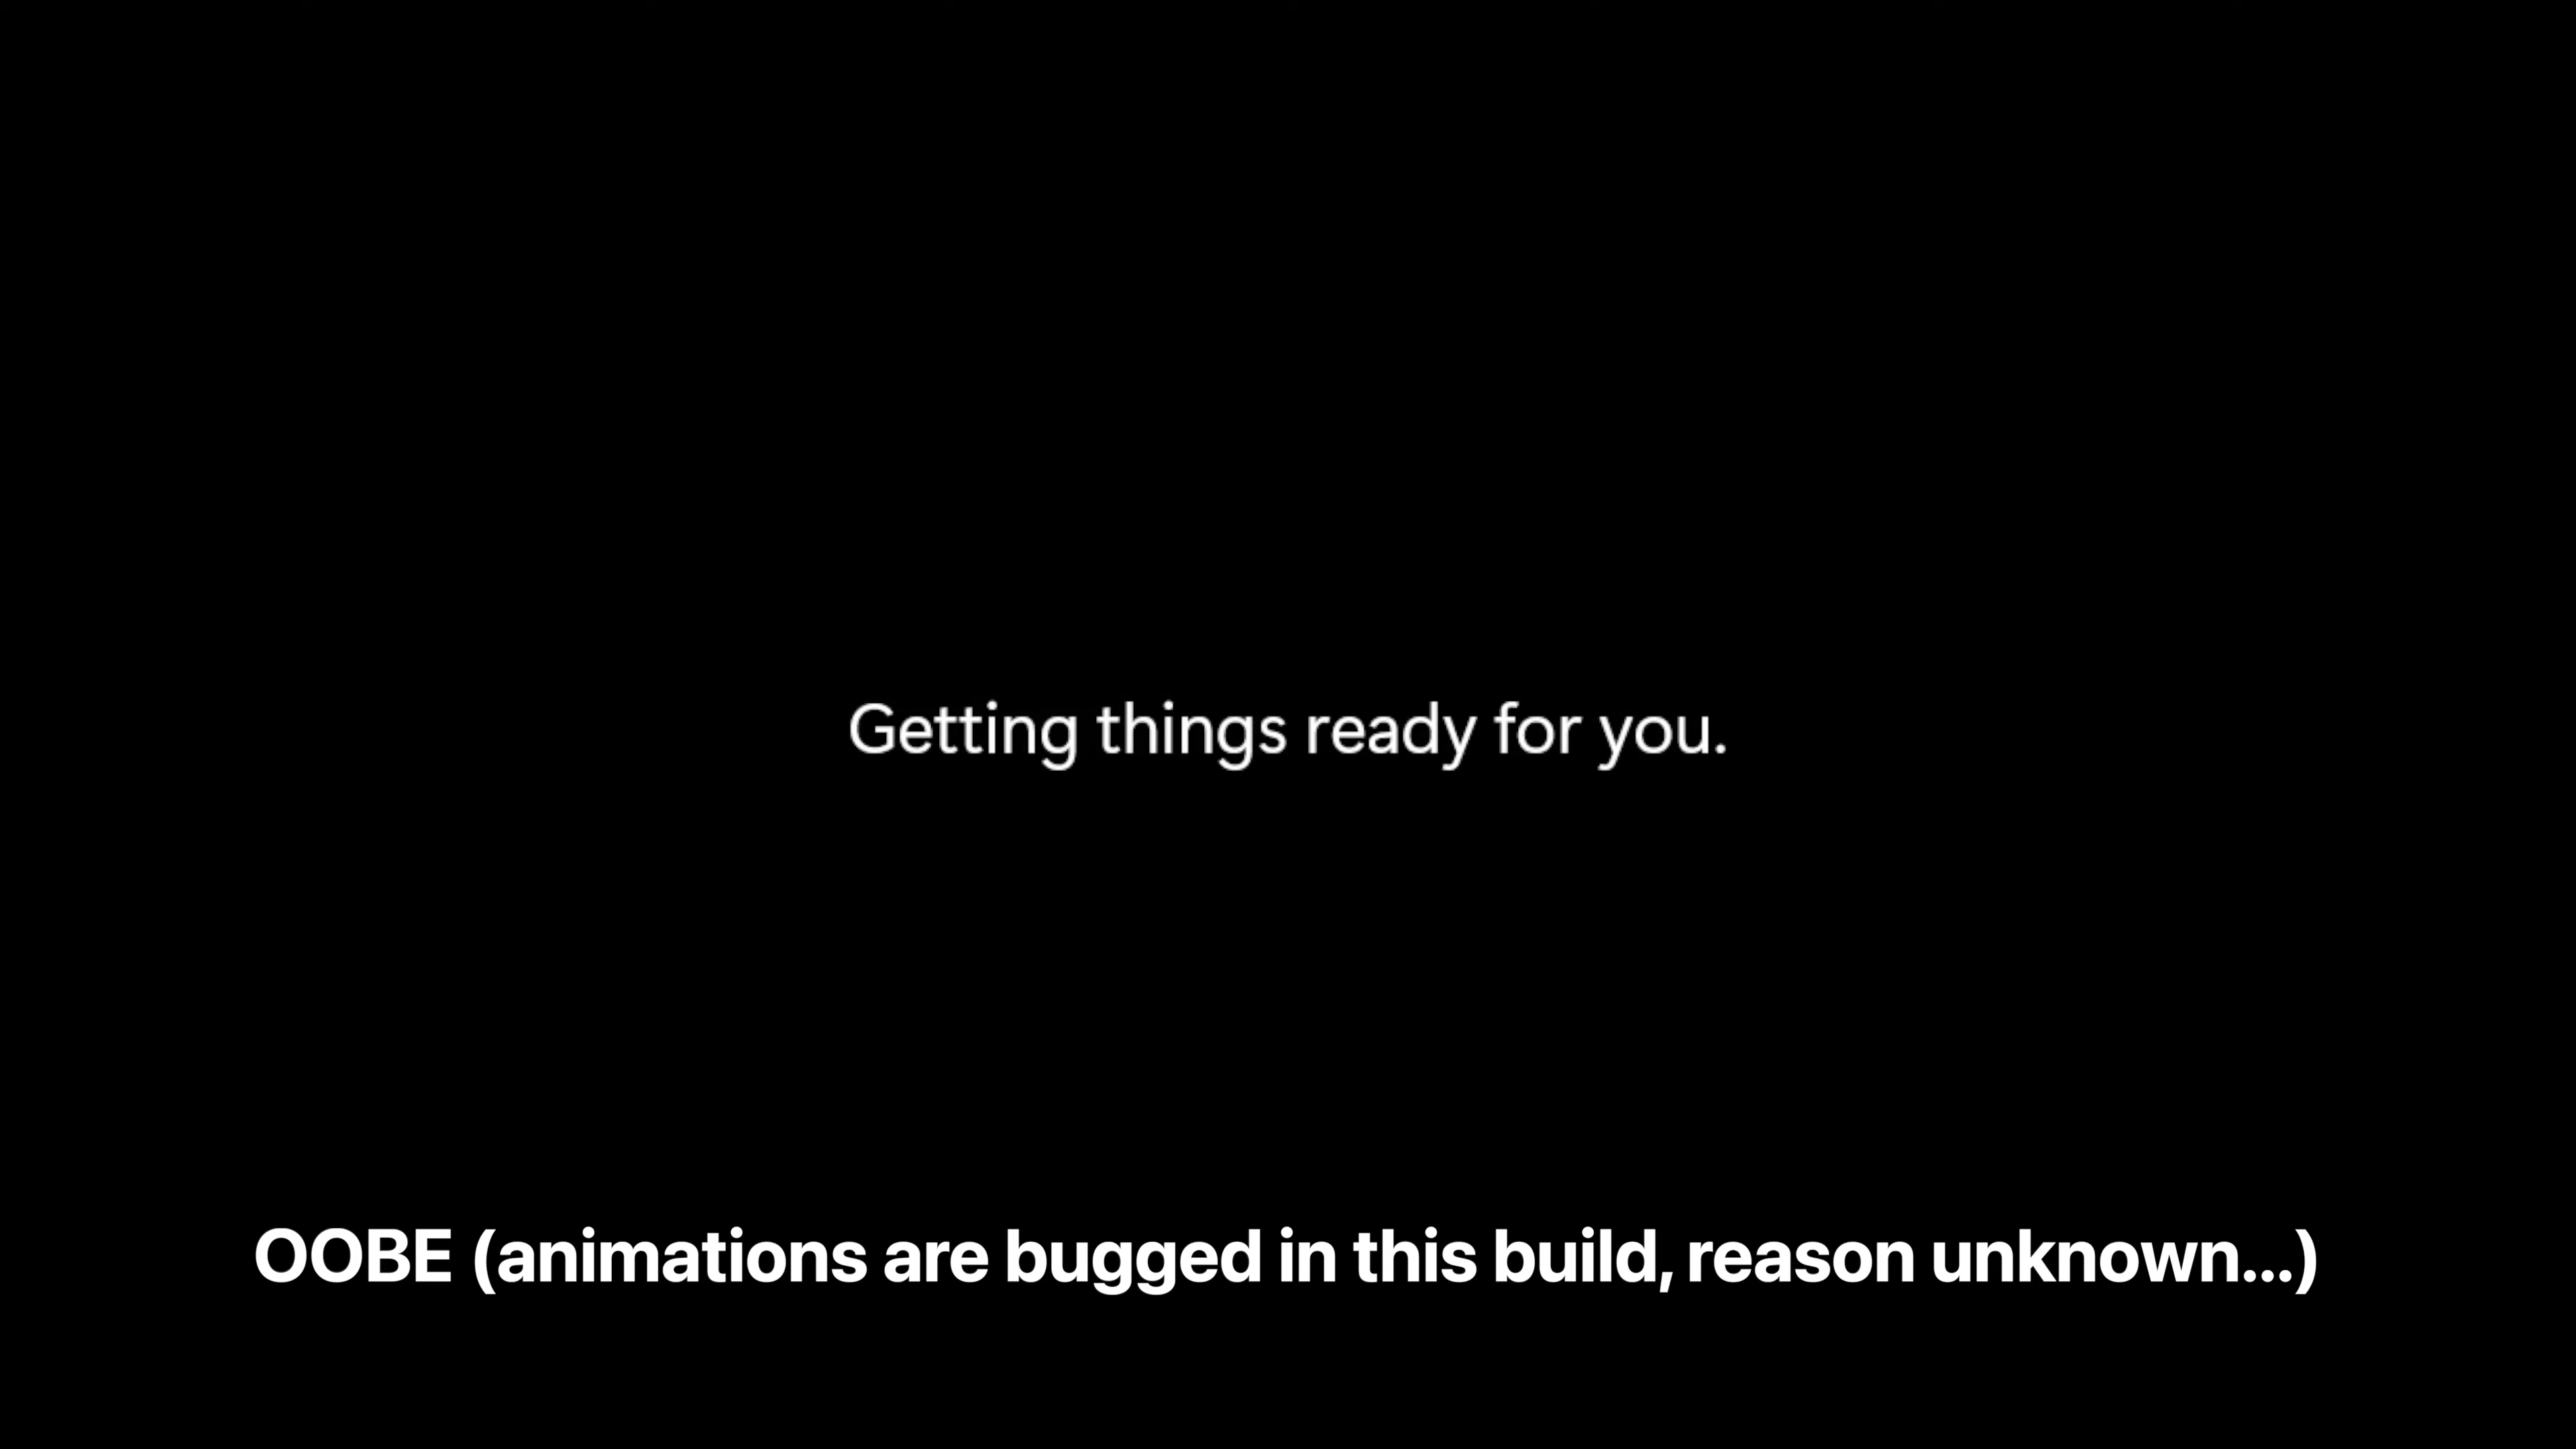 Getting things ready for you.
OOBE (animations are bugged in this build, reason unknown...)